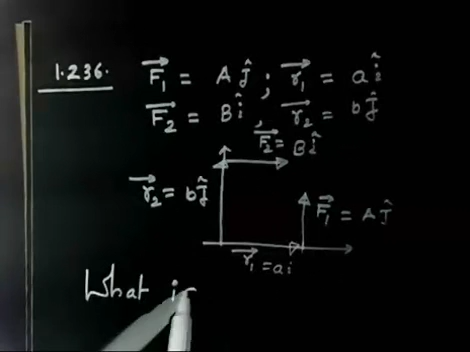 1.236. F⃗₁ = A ĵ ; r⃗₁ = a î
F⃗₂ = B î , r⃗₂ = b ĵ
F⃗₂ = B î
r⃗₂ = b ĵ
F⃗₁ = A ĵ
r⃗₁ = a i
What is